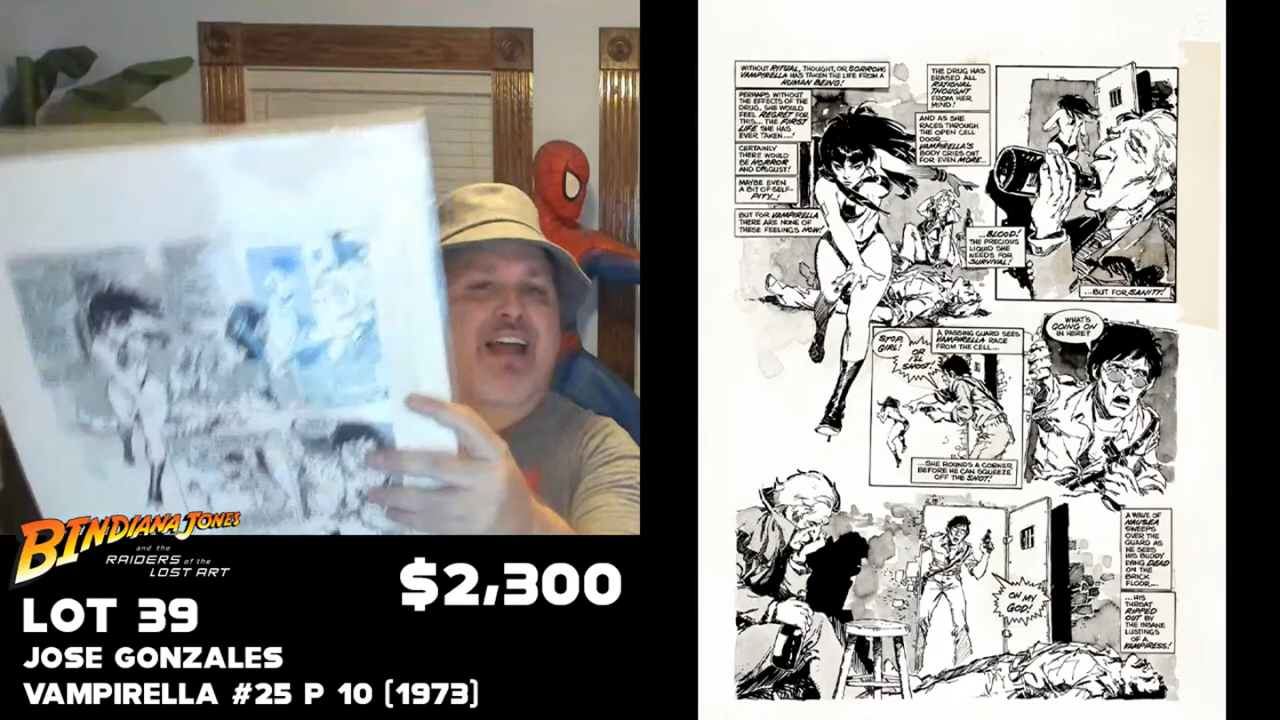 BINDIANA JONES
and the
RAIDERS of the
LOST ART
$2,300
LOT 39
JOSE GONZALES
VAMPIRELLA #25 P 10 (1973)
WITHOUT RITUAL, THOUGHT, OR SORROW,
VAMPIRELLA HAS TAKEN THE LIFE FROM A
HUMAN BEING!
PERHAPS WITHOUT
THE EFFECTS OF THE
DRUG, SHE WOULD
FEEL REGRET FOR
THIS... THE FIRST
LIFE SHE HAS
EVER TAKEN...!
CERTAINLY
THERE WOULD
BE HORROR
AND DISGUST!
MAYBE EVEN
A BIT OF SELF-
PITY...!
BUT FOR VAMPIRELLA
THERE ARE NONE OF
THESE FEELINGS NOW!
THE DRUG HAS
ERASED ALL
RATIONAL
THOUGHT
FROM HER
MIND!
AND AS SHE
RACES THROUGH
THE OPEN CELL
DOOR...
VAMPIRELLA'S
BODY CRIES OUT
FOR EVEN MORE...
...BLOOD!
THE PRECIOUS
LIQUID SHE
NEEDS FOR
SURVIVAL!
...BUT FOR SANITY!
STOP,
GIRL!
OR
I'LL
SHOOT!
A PASSING GUARD SEES
VAMPIRELLA RACE
FROM THE CELL...
...SHE ROUNDS A CORNER
BEFORE HE CAN SQUEEZE
OFF THE SHOT!
WHAT'S
GOING ON
IN HERE?
OH MY
GOD!
A WAVE OF
NAUSEA
SWEEPS
OVER THE
GUARD AS
HE SEES
HIS BUDDY
LYING DEAD
ON THE
BRICK
FLOOR...
...HIS
THROAT
RIPPED
OUT BY
THE INSANE
LUSTINGS
OF A
VAMPIRESS!